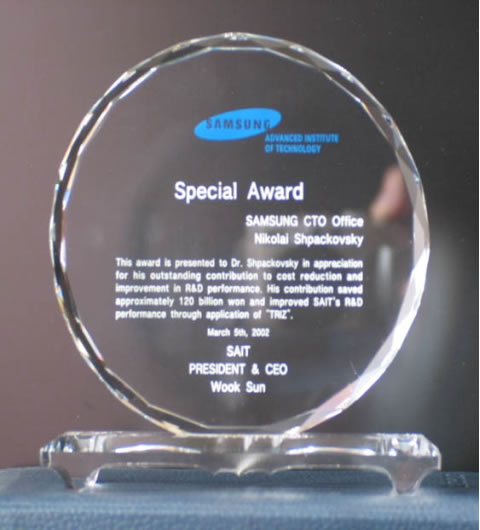 SAMSUNG
ADVANCED INSTITUTE
OF TECHNOLOGY
Special Award
SAMSUNG CTO Office
Nikolai Shpackovsky
This award is presented to Dr. Shpackovsky in appreciation
for his outstanding contribution to cost reduction and
improvement in R&D performance. His contribution saved
approximately 120 billion won and improved SAIT's R&D
performance through application of "TRIZ".
March 5th, 2002
SAIT
PRESIDENT & CEO
Wook Sun